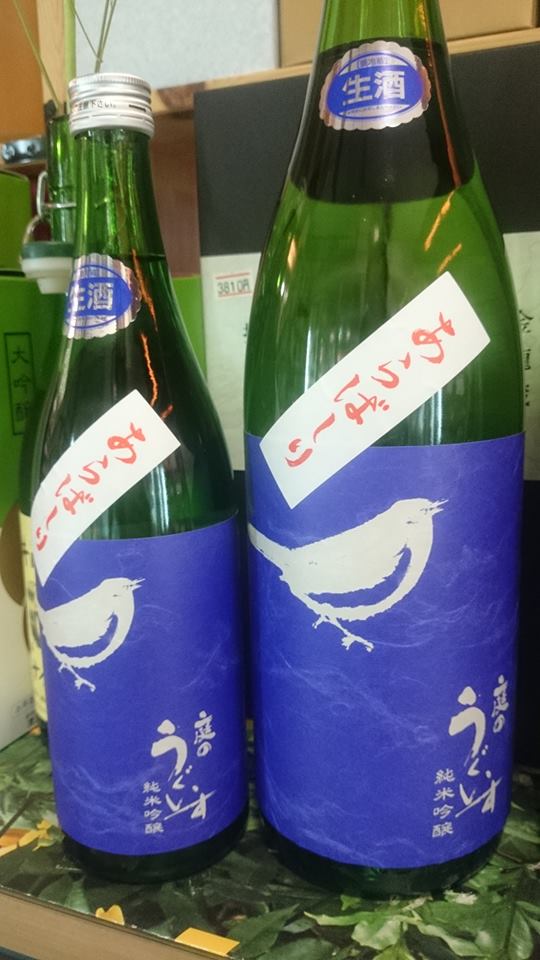 生酒
3810円
あらばしり
庭の
うぐいす
純米吟醸
生酒
あらばしり
庭の
うぐいす
純米吟醸
大吟醸